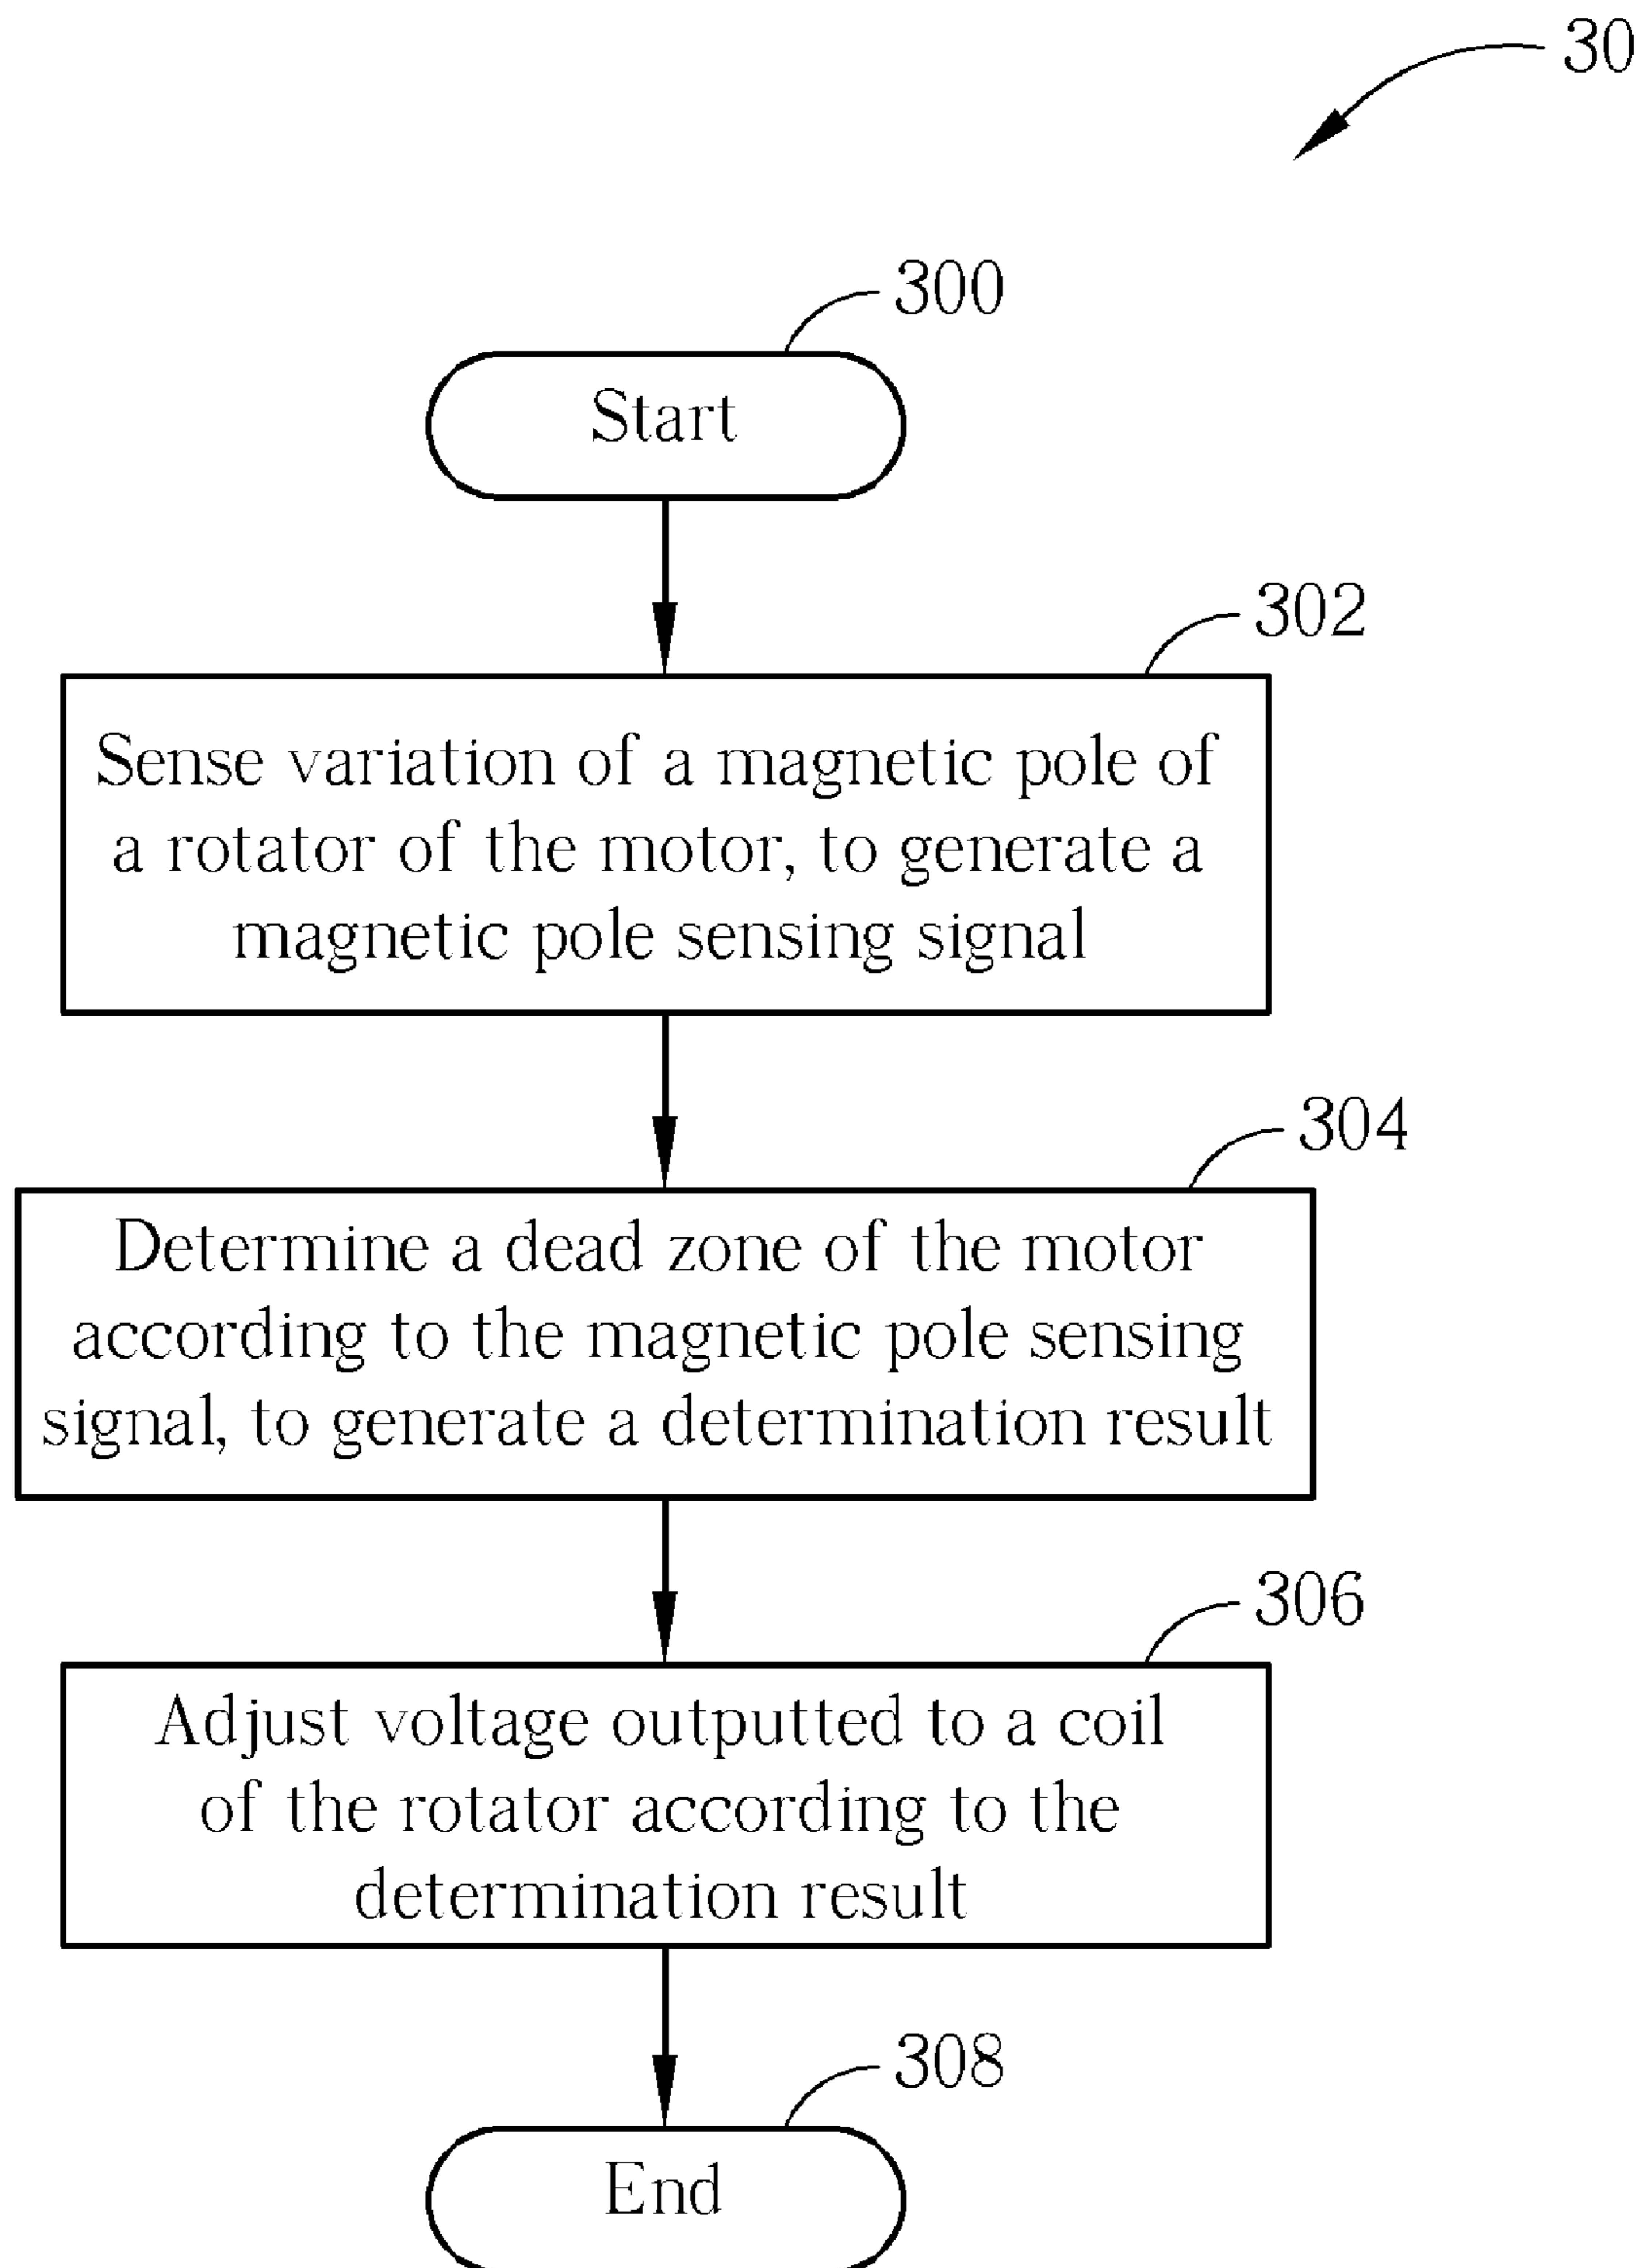 30
300
Start
302
Sense variation of a magnetic pole of
a rotator of the motor, to generate a
magnetic pole sensing signal
304
Determine a dead zone of the motor
according to the magnetic pole sensing
signal, to generate a determination result
306
Adjust voltage outputted to a coil
of the rotator according to the
determination result
308
End